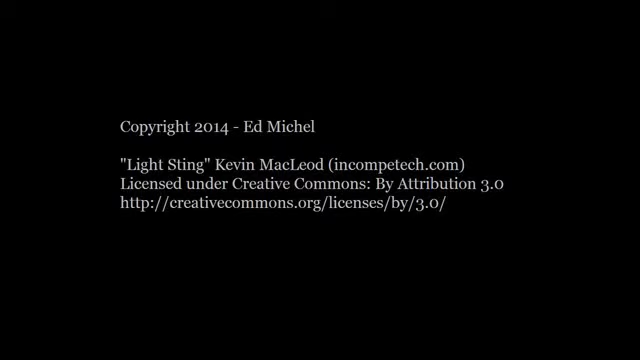 Copyright 2014 - Ed Michel
"Light Sting" Kevin MacLeod (incompetech.com)
Licensed under Creative Commons: By Attribution 3.0
http://creativecommons.org/licenses/by/3.0/